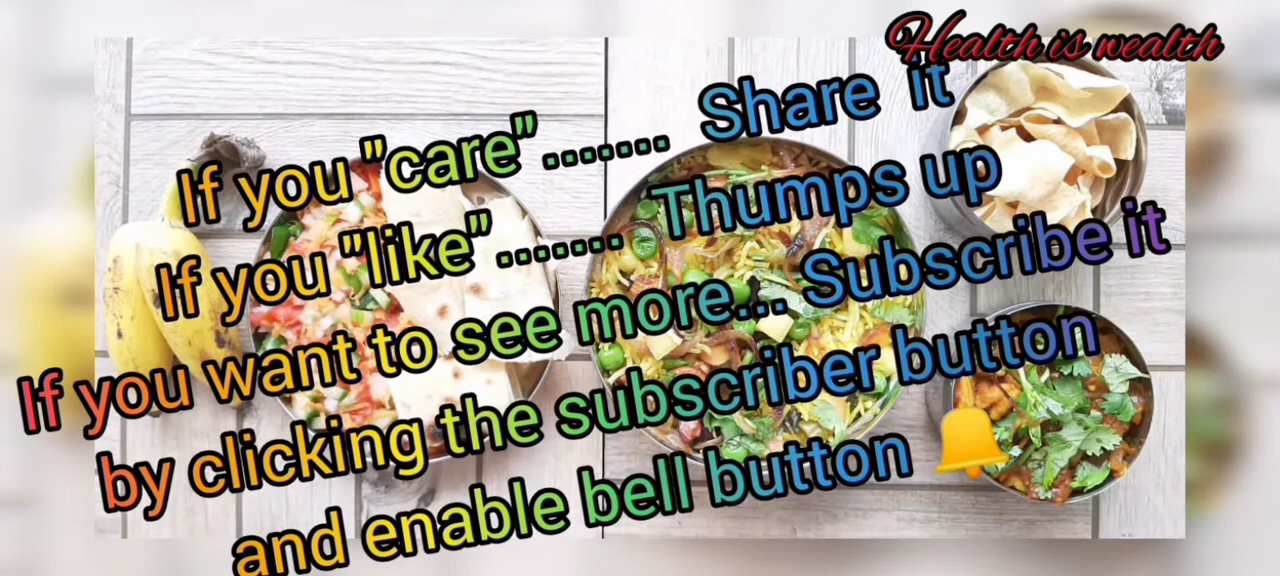 Health is wealth
If you "care"....... Share it
If you "like"....... Thumps up
If you want to see more... Subscribe it
by clicking the subscriber button
and enable bell button 🔔